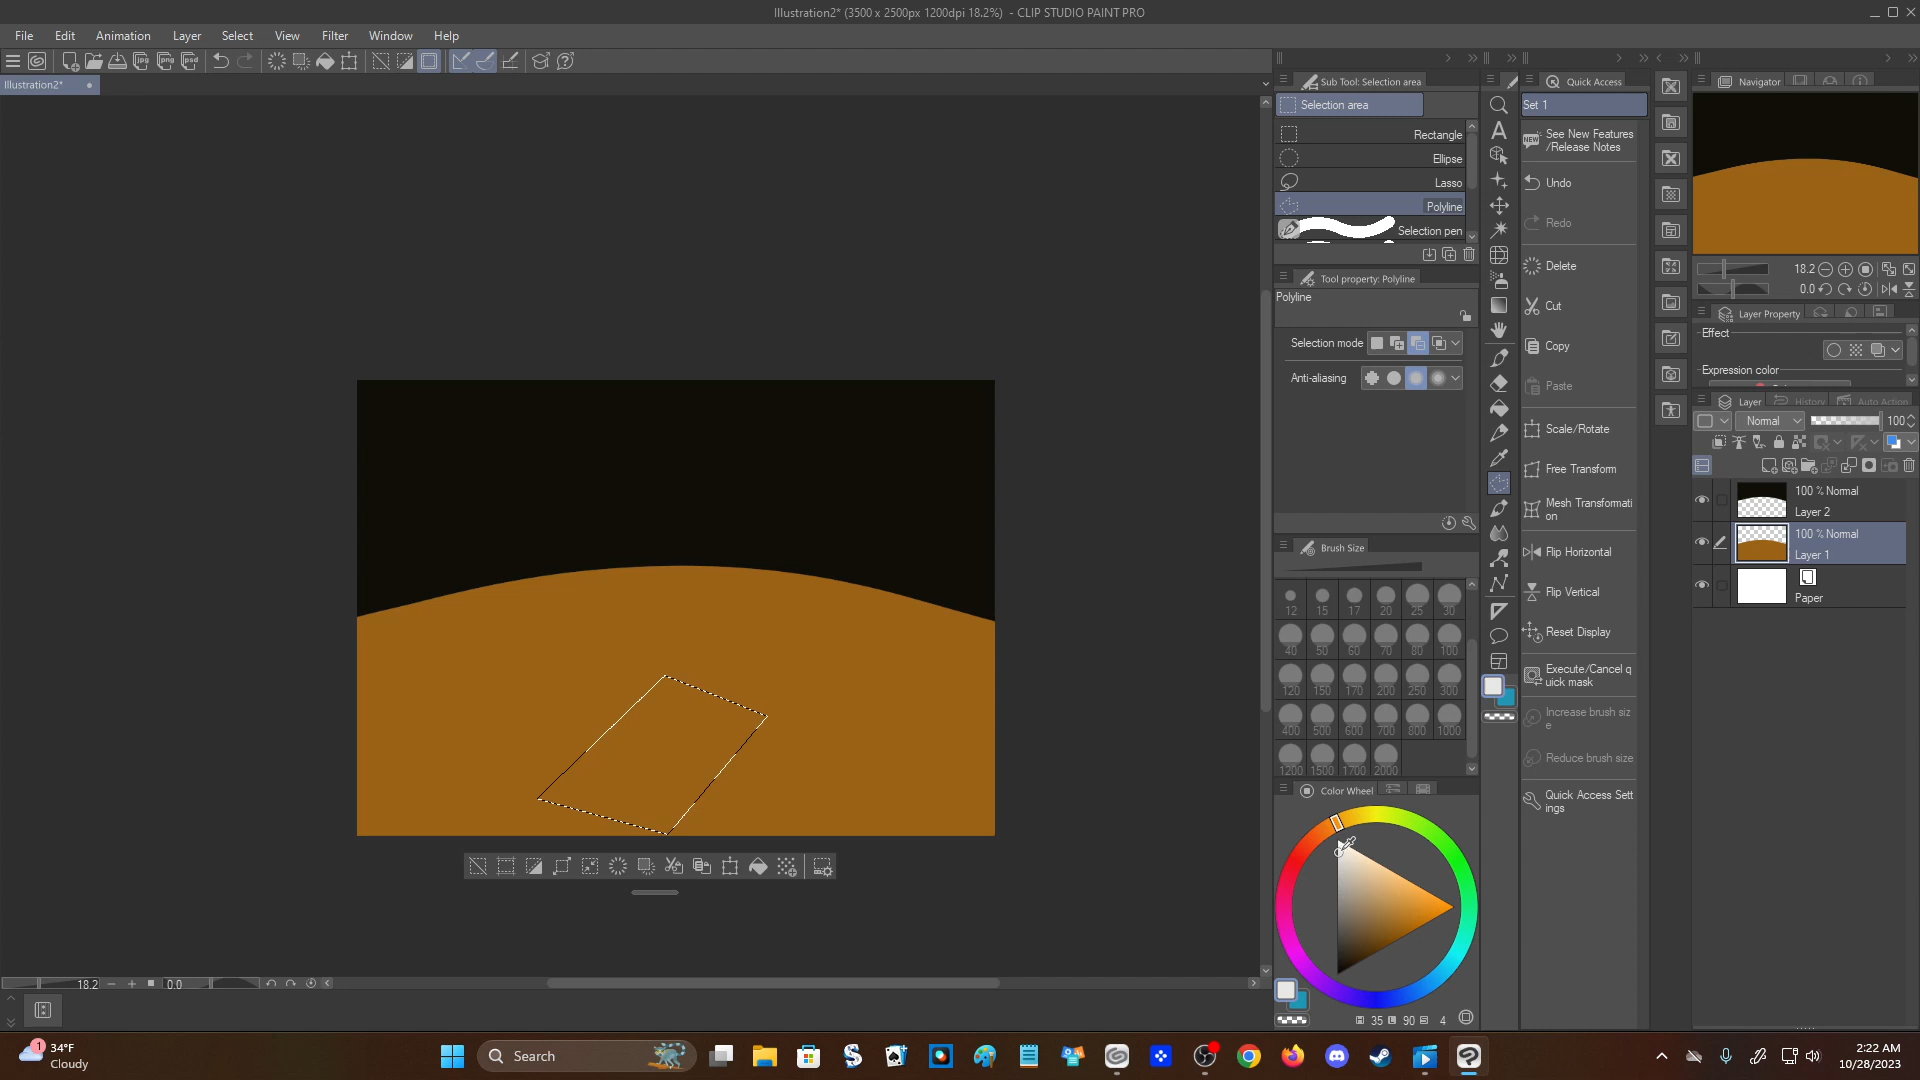 Illustration2* (3500 x 2500px 1200dpi 18.2%) - CLIP STUDIO PAINT PRO
File Edit Animation Layer Select View Filter Window Help
Illustration2*
Sub Tool: Selection area
Selection area
Rectangle
Ellipse
Lasso
Polyline
Selection pen
Tool property: Polyline
Polyline
Selection mode
Anti-aliasing
Brush Size
12 15 17 20 25 30
40 50 60 70 80 100
120 150 170 200 250 300
400 500 600 700 800 1000
1200 1500 1700 2000
Color Wheel
35 90 4
Quick Access
Set 1
See New Features
/Release Notes
Undo
Redo
Delete
Cut
Copy
Paste
Scale/Rotate
Free Transform
Mesh Transformati
on
Flip Horizontal
Flip Vertical
Reset Display
Execute/Cancel q
uick mask
Increase brush siz
e
Reduce brush size
Quick Access Sett
ings
Navigator
18.2
0.0
Layer Property
Effect
Expression color
Layer History Auto Action
Normal 100
100 % Normal
Layer 2
100 % Normal
Layer 1
Paper
18.2 0.0
1
34°F
Cloudy
Search
2:22 AM
10/28/2023